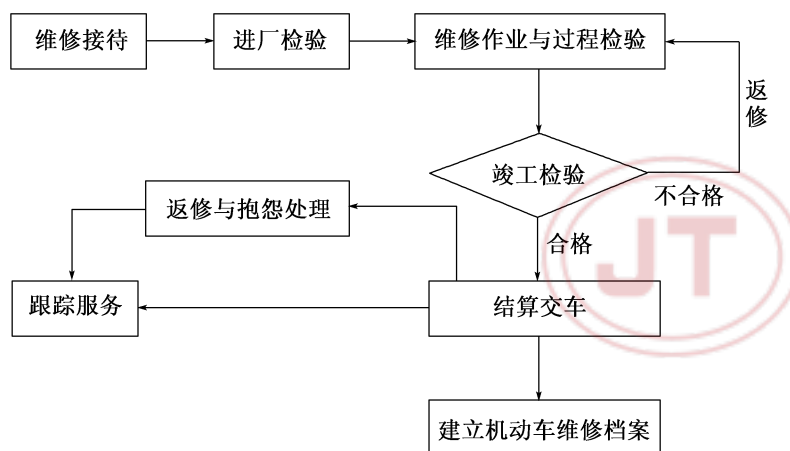 维修接待
进厂检验
维修作业与过程检验
返修
竣工检验
不合格
返修与抱怨处理
合格
跟踪服务
结算交车
JT
建立机动车维修档案